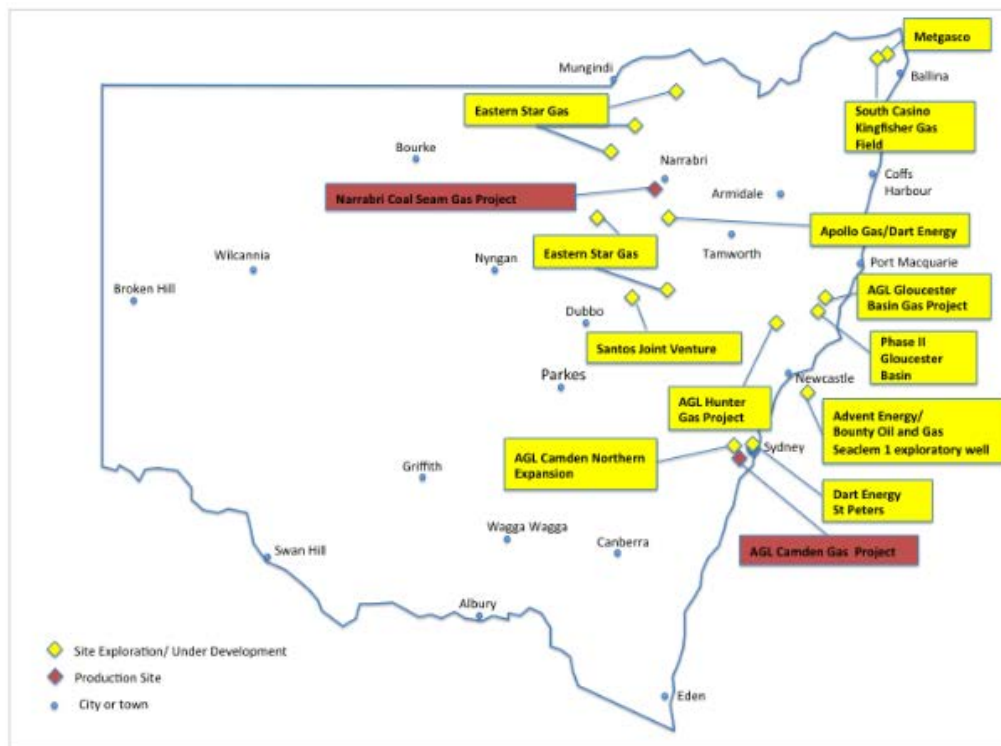 Metgasco
Mungindi
Ballina
Eastern Star Gas
South Casino
Kingfisher Gas
Field
Bourke
Narrabri
Coffs
Harbour
Narrabri Coal Seam Gas Project
Armidale
Apollo Gas/Dart Energy
Wilcannia
Nyngan
Eastern Star Gas
Tamworth
Port Macquarie
Broken Hill
AGL Gloucester
Basin Gas Project
Dubbo
Santos Joint Venture
Phase II
Gloucester
Basin
Parkes
Newcastle
AGL Hunter
Gas Project
Advent Energy/
Bounty Oil and Gas
Seaclem 1 exploratory well
AGL Camden Northern
Expansion
Sydney
Griffith
Dart Energy
St Peters
Wagga Wagga
Canberra
AGL Camden Gas Project
Swan Hill
Albury
Site Exploration/ Under Development
Production Site
City or town
Eden